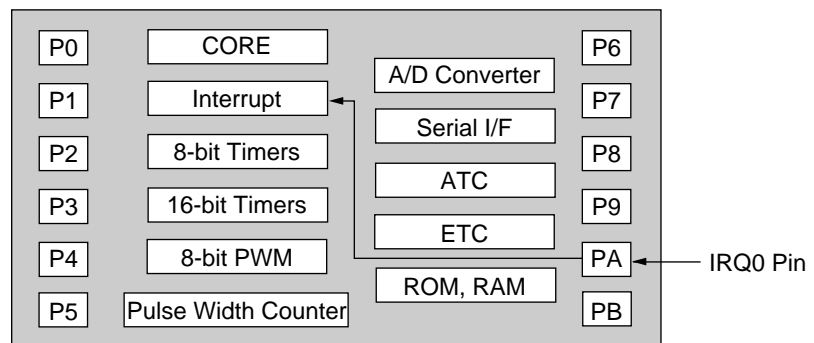 P0
P1
P2
P3
P4
P5
CORE
Interrupt
8-bit Timers
16-bit Timers
8-bit PWM
Pulse Width Counter
A/D Converter
Serial I/F
ATC
ETC
ROM, RAM
P6
P7
P8
P9
PA
PB
IRQ0 Pin